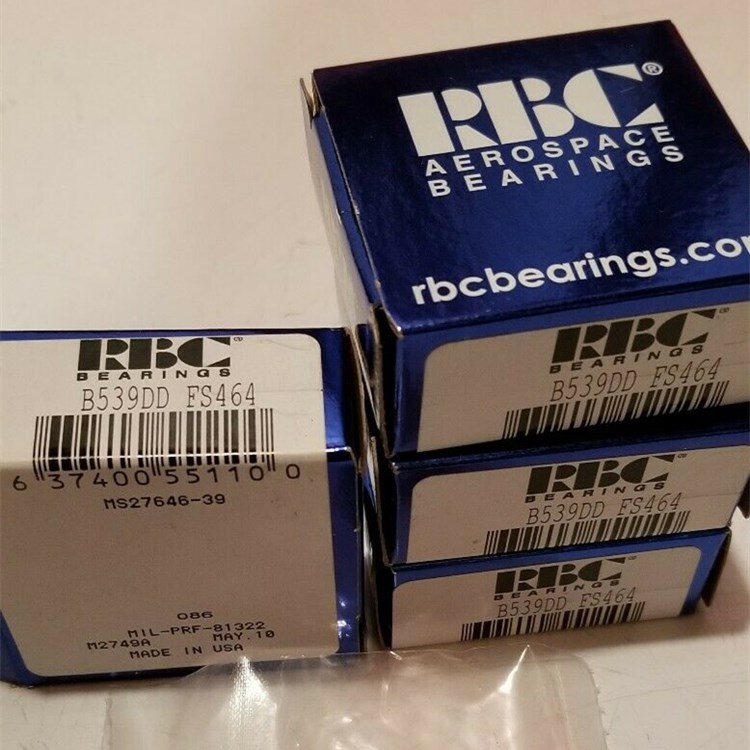 RBC®
AEROSPACE
BEARINGS
rbcbearings.co
RBC®
BEARINGS
B539DD FS464
RBC®
BEARINGS
B539DD FS464
RBC®
BEARINGS
B539DD FS464
RBC®
BEARINGS
B539DD FS464
6 37400 55110 0
MS27646-39
086
MIL-PRF-81322
M2749A MAY.10
MADE IN USA